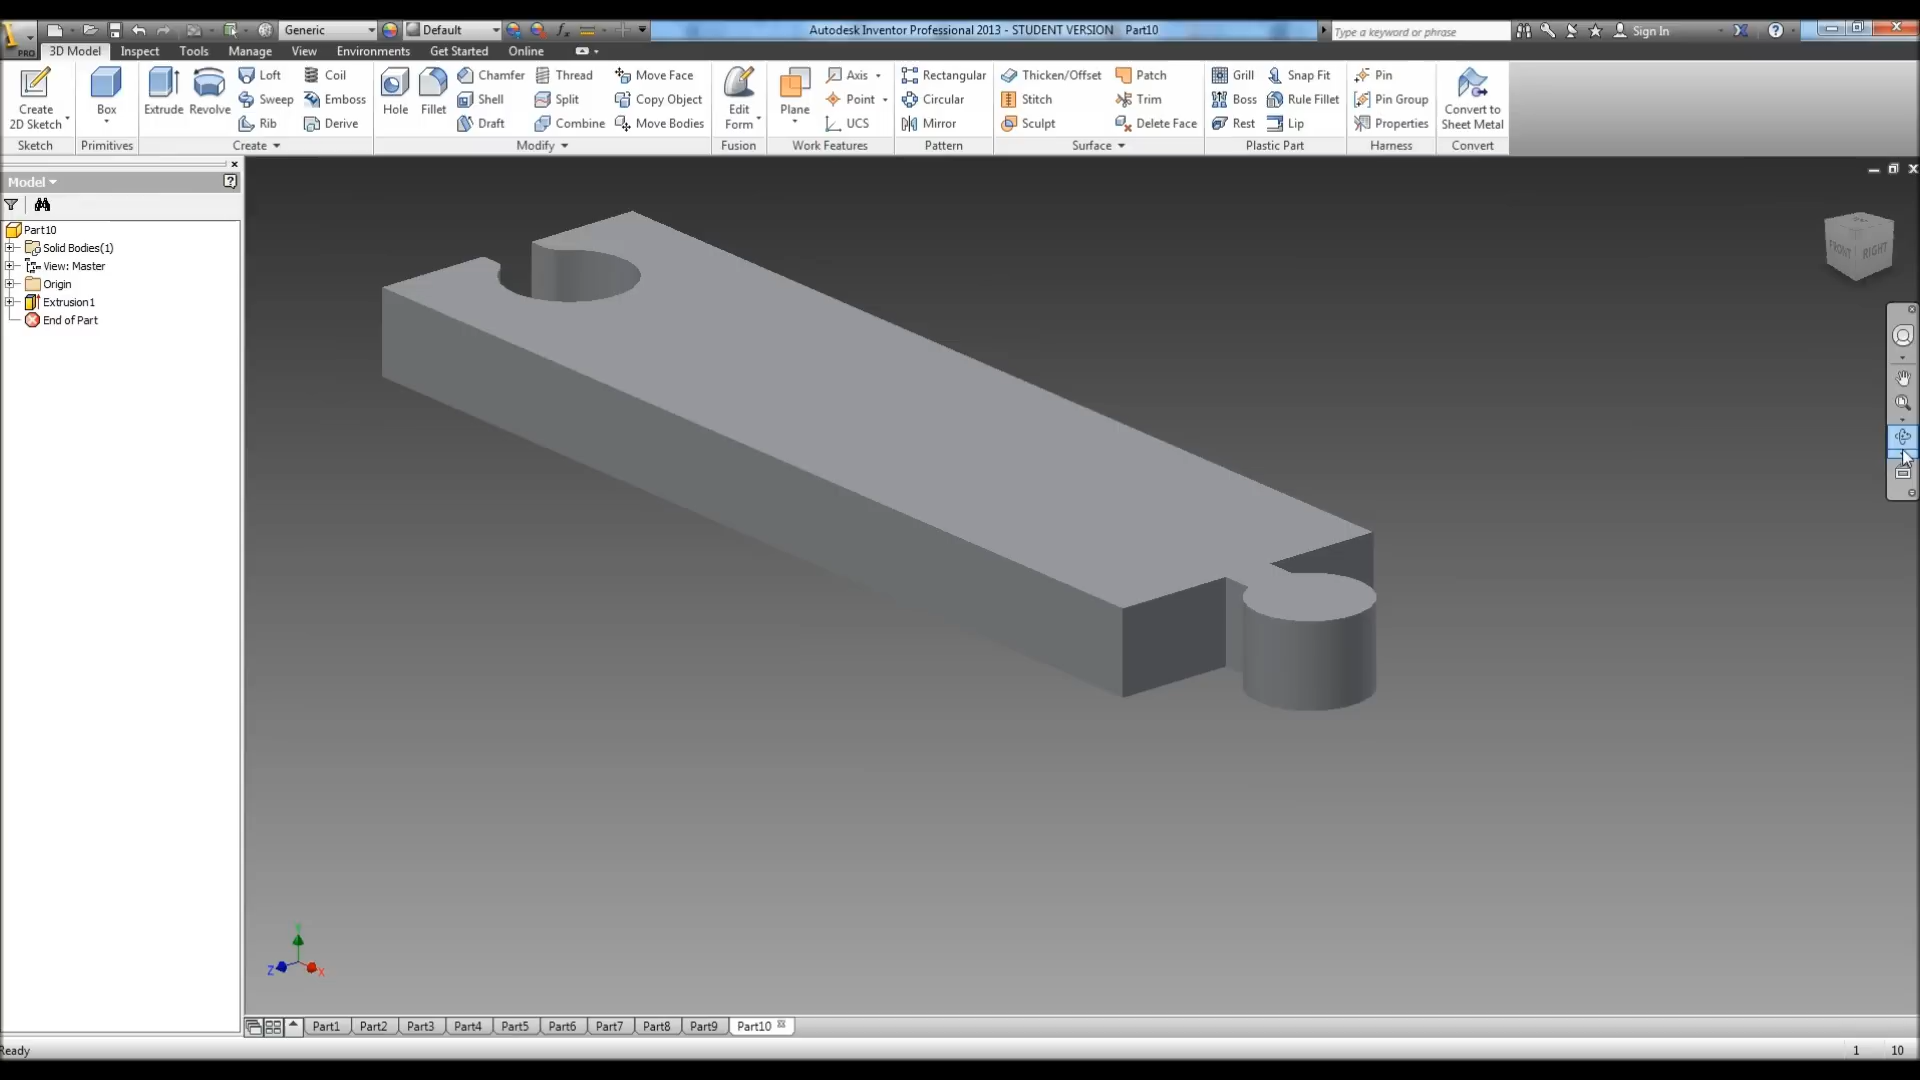 Generic
Default
Autodesk Inventor Professional 2013 - STUDENT VERSION Part10
Type a keyword or phrase
Sign In
PRO
3D Model Inspect Tools Manage View Environments Get Started Online
Create
2D Sketch
Sketch
Box
Primitives
Extrude
Revolve
Loft
Sweep
Rib
Coil
Emboss
Derive
Create
Hole
Fillet
Chamfer
Shell
Draft
Thread
Split
Combine
Move Face
Copy Object
Move Bodies
Modify
Edit
Form
Fusion
Plane
Axis
Point
UCS
Work Features
Rectangular
Circular
Mirror
Pattern
Thicken/Offset
Stitch
Sculpt
Patch
Trim
Delete Face
Surface
Grill
Boss
Rest
Snap Fit
Rule Fillet
Lip
Plastic Part
Pin
Pin Group
Properties
Harness
Convert to
Sheet Metal
Convert
Model
Part10
Solid Bodies(1)
View: Master
Origin
Extrusion1
End of Part
FRONT RIGHT
Z X
Part1 Part2 Part3 Part4 Part5 Part6 Part7 Part8 Part9 Part10
Ready
1 10